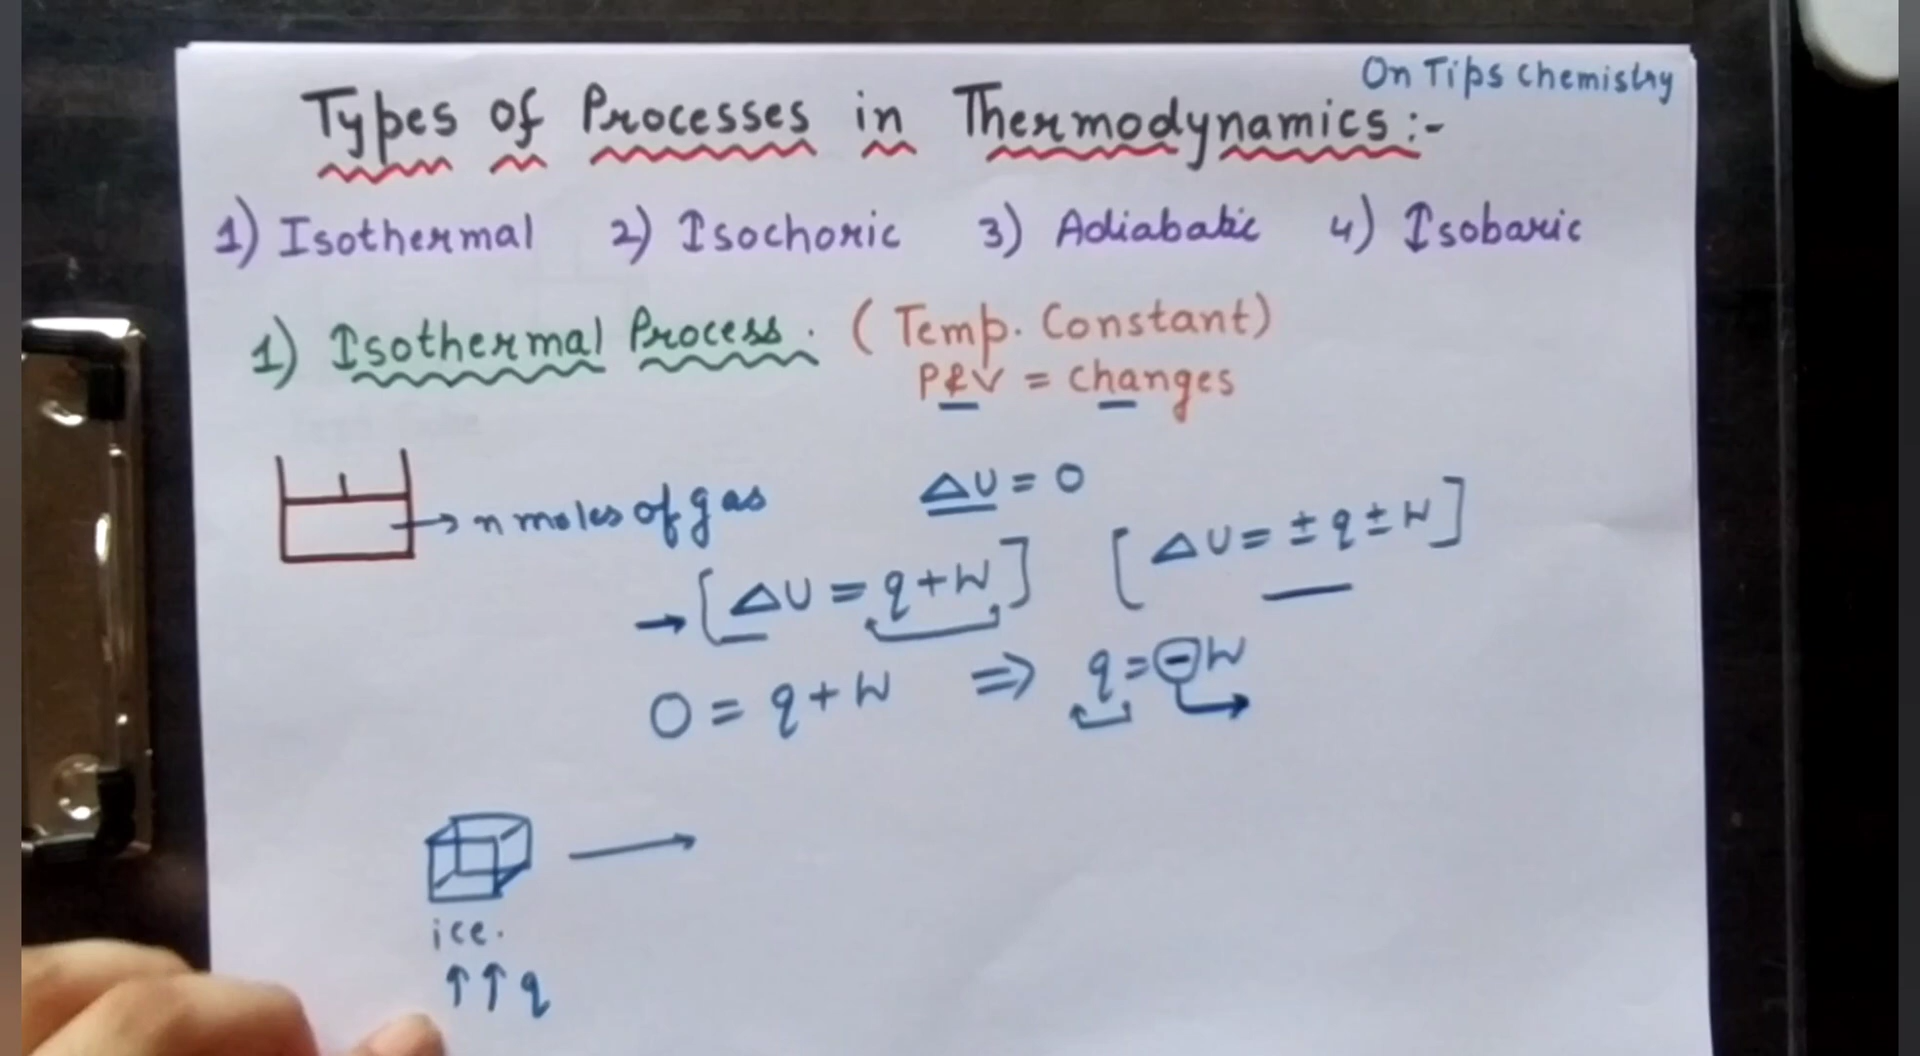 On Tips Chemistry
Types of Processes in Thermodynamics:-
1) Isothermal 2) Isochoric 3) Adiabatic 4) Isobaric
1) Isothermal Process. (Temp. Constant)
P&V = Changes
→ n moles of gas
ΔU = 0
→ [ΔU = q+W] [ΔU = ±q±W]
0 = q+W ⇒ q = -W
ice.
↑↑q